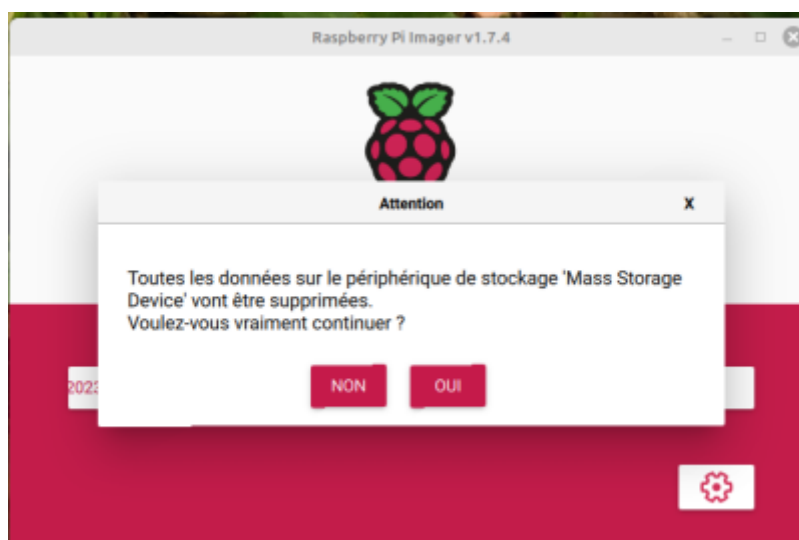 Raspberry Pi Imager v1.7.4
Attention
X
Toutes les données sur le périphérique de stockage 'Mass Storage
Device' vont être supprimées.
Voulez-vous vraiment continuer ?
NON
OUI
2023